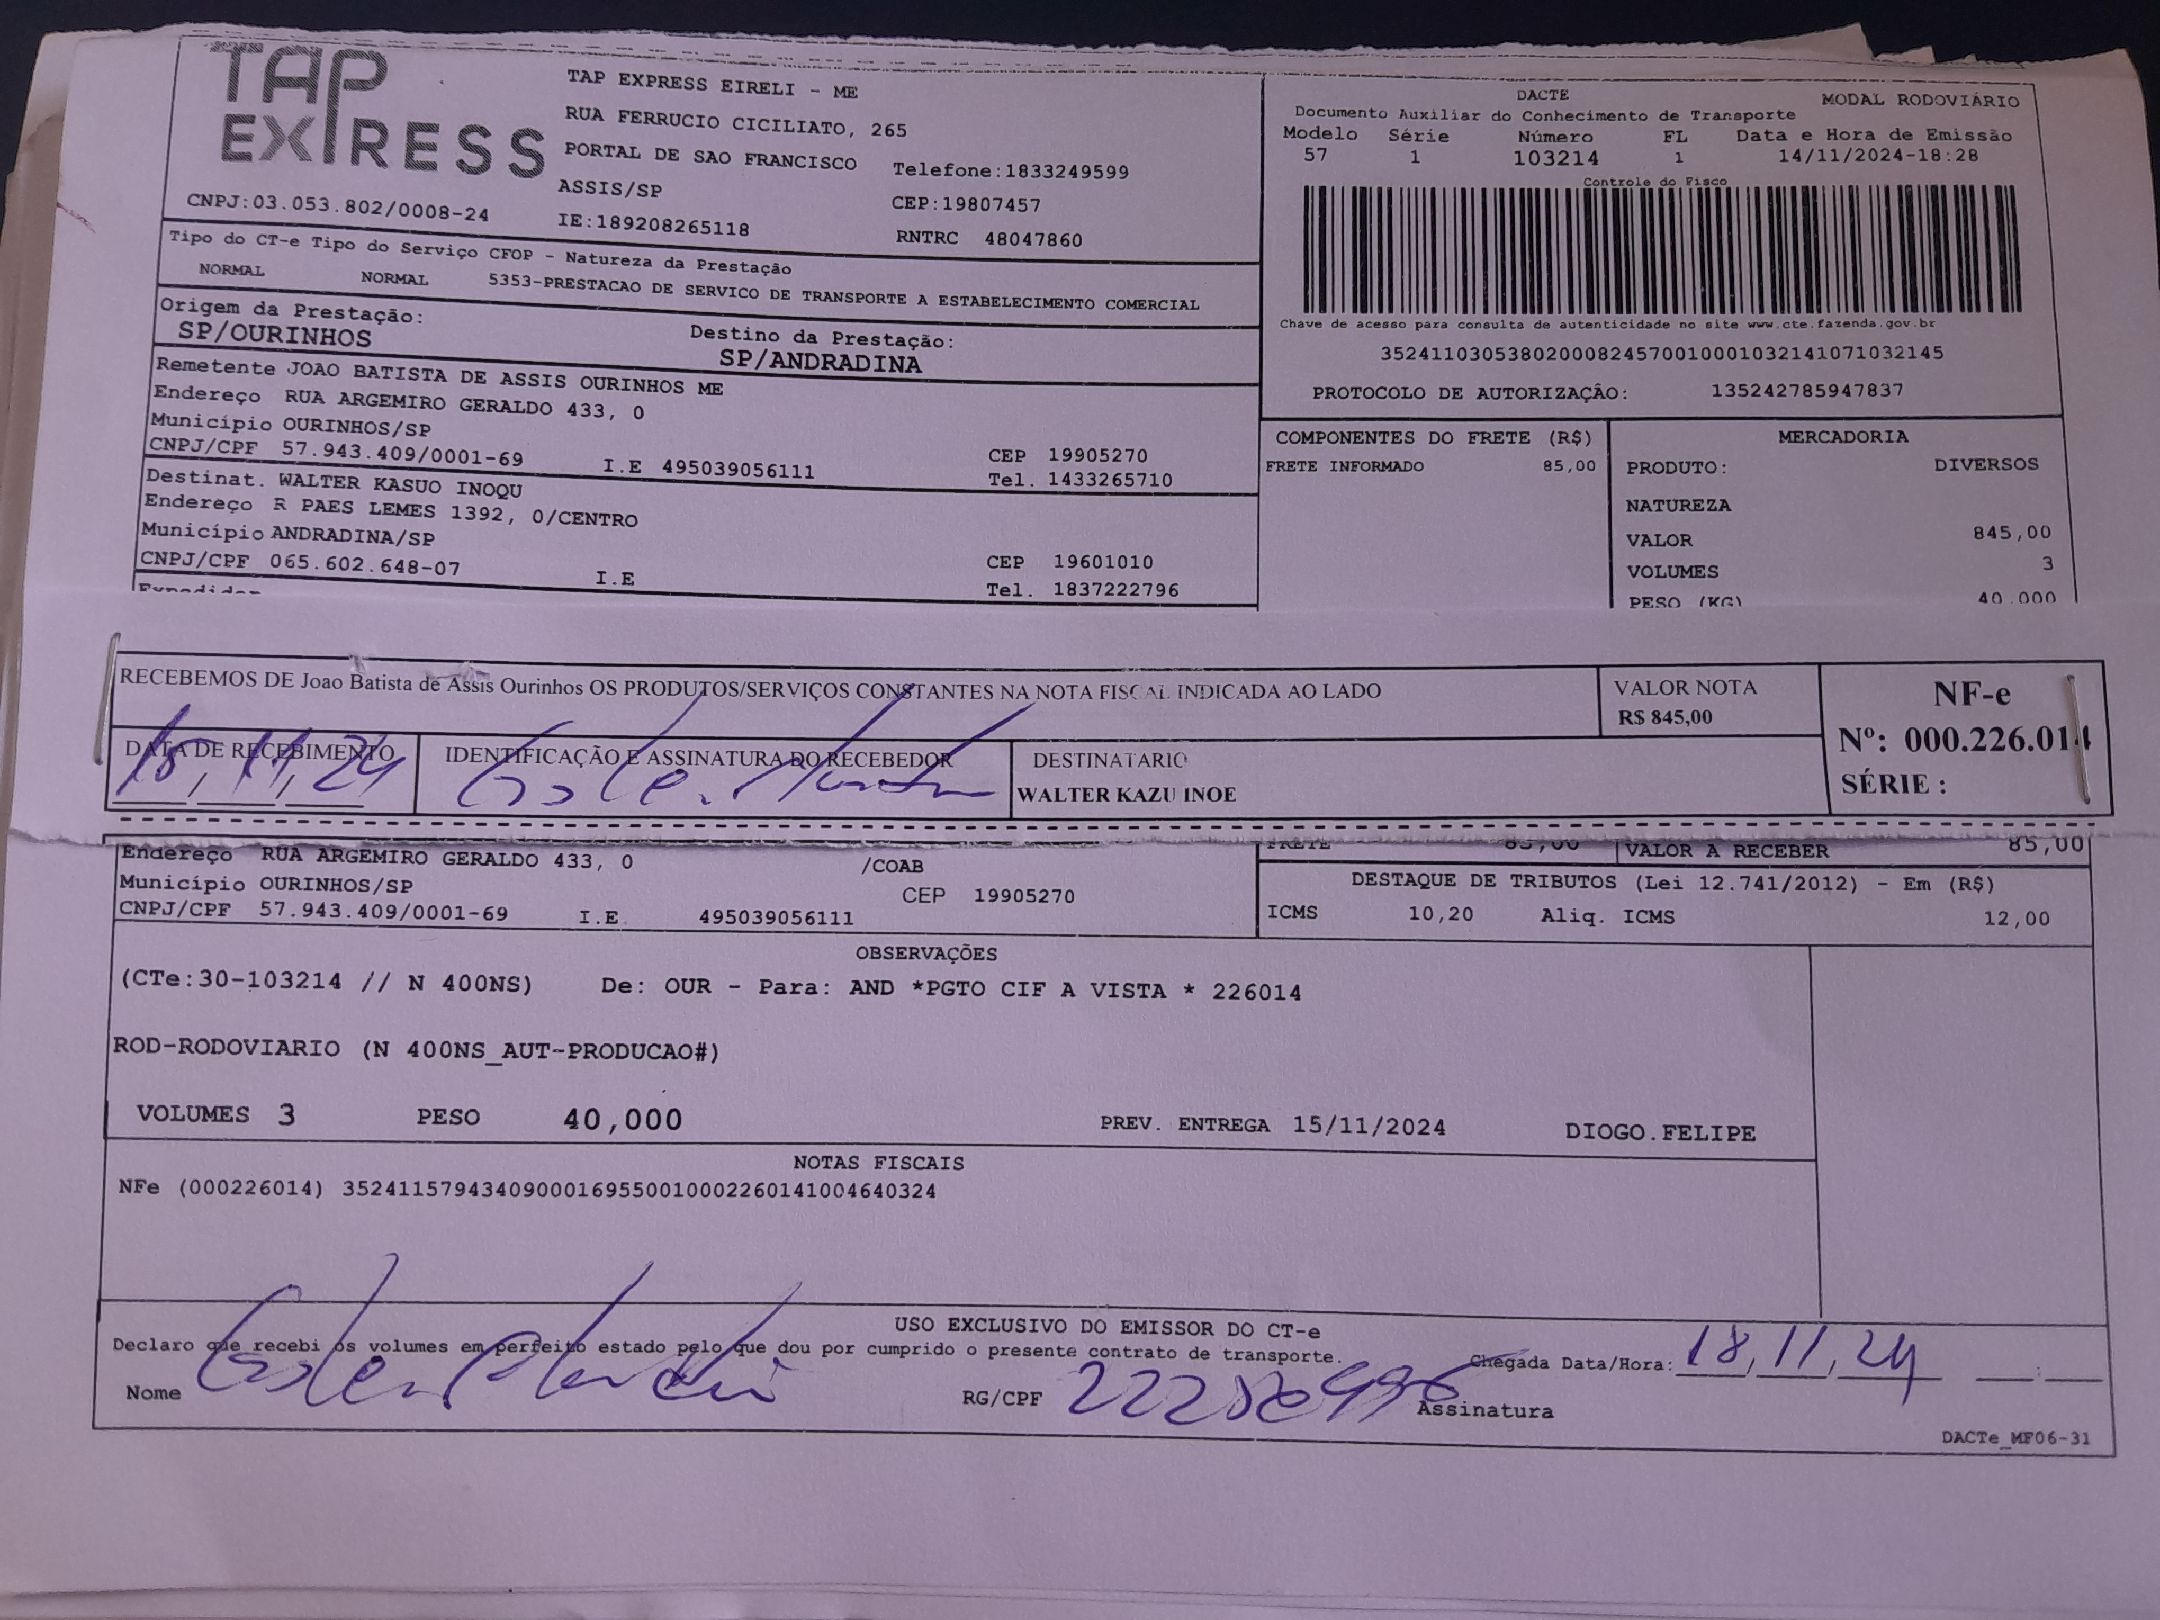 TAP
EXPRESS
TAP EXPRESS EIRELI - ME
RUA FERRUCIO CICILIATO, 265
PORTAL DE SAO FRANCISCO Telefone:1833249599
ASSIS/SP CEP:19807457
CNPJ:03.053.802/0008-24 IE:189208265118 RNTRC 48047860
DACTE MODAL RODOVIÁRIO
Documento Auxiliar do Conhecimento de Transporte
Modelo Série Número FL Data e Hora de Emissão
57 1 103214 1 14/11/2024-18:28
Controle do Fisco
Chave de acesso para consulta de autenticidade no site www.cte.fazenda.gov.br
35241103053802000824570010001032141071032145
PROTOCOLO DE AUTORIZAÇÃO: 135242785947837
Tipo do CT-e Tipo do Serviço CFOP - Natureza da Prestação
NORMAL NORMAL 5353-PRESTACAO DE SERVICO DE TRANSPORTE A ESTABELECIMENTO COMERCIAL
Origem da Prestação: Destino da Prestação:
SP/OURINHOS SP/ANDRADINA
Remetente JOAO BATISTA DE ASSIS OURINHOS ME
Endereço RUA ARGEMIRO GERALDO 433, 0
Município OURINHOS/SP CEP 19905270
CNPJ/CPF 57.943.409/0001-69 I.E 495039056111 Tel. 1433265710
Destinat. WALTER KASUO INOQU
Endereço R PAES LEMES 1392, 0/CENTRO
Município ANDRADINA/SP CEP 19601010
CNPJ/CPF 065.602.648-07 I.E Tel. 1837222796
COMPONENTES DO FRETE (R$)
FRETE INFORMADO 85,00
MERCADORIA
PRODUTO: DIVERSOS
NATUREZA
VALOR 845,00
VOLUMES 3
PESO (KG) 40.000
RECEBEMOS DE Joao Batista de Assis Ourinhos OS PRODUTOS/SERVIÇOS CONSTANTES NA NOTA FISCAL INDICADA AO LADO
VALOR NOTA
R$ 845,00
NF-e
Nº: 000.226.014
SÉRIE :
DATA DE RECEBIMENTO IDENTIFICAÇÃO E ASSINATURA DO RECEBEDOR DESTINATARIO
WALTER KAZU INOE
Endereço RUA ARGEMIRO GERALDO 433, 0 /COAB
Município OURINHOS/SP CEP 19905270
CNPJ/CPF 57.943.409/0001-69 I.E 495039056111
FRETE 85,00 VALOR A RECEBER 85,00
DESTAQUE DE TRIBUTOS (Lei 12.741/2012) - Em (R$)
ICMS 10,20 Aliq. ICMS 12,00
OBSERVAÇÕES
(CTe:30-103214 // N 400NS) De: OUR - Para: AND *PGTO CIF A VISTA * 226014
ROD-RODOVIARIO (N 400NS_AUT-PRODUCAO#)
VOLUMES 3 PESO 40,000 PREV. ENTREGA 15/11/2024 DIOGO.FELIPE
NOTAS FISCAIS
NFe (000226014) 35241157943409000169550010002260141004640324
USO EXCLUSIVO DO EMISSOR DO CT-e
Declaro que recebi os volumes em perfeito estado pelo que dou por cumprido o presente contrato de transporte.
Chegada Data/Hora: 18,11,24 :
Nome RG/CPF Assinatura
DACTe_MF06-31